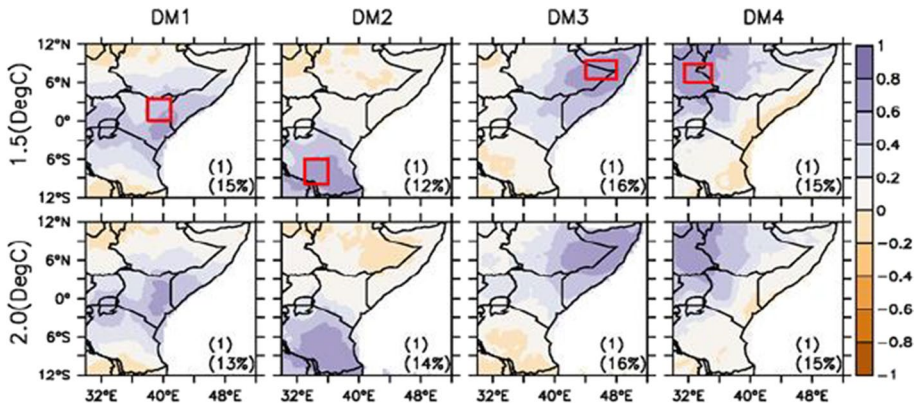 DM1 DM2 DM3 DM4
1.5(DegC)
12°N
6°N
0°
6°S
12°S
(1) (1) (1) (1)
(15%) (12%) (16%) (15%)
2.0(DegC)
12°N
6°N
0°
6°S
12°S
(1) (1) (1) (1)
(13%) (14%) (16%) (15%)
32°E 40°E 48°E 32°E 40°E 48°E 32°E 40°E 48°E 32°E 40°E 48°E
1
0.8
0.6
0.4
0.2
0
-0.2
-0.4
-0.6
-0.8
-1